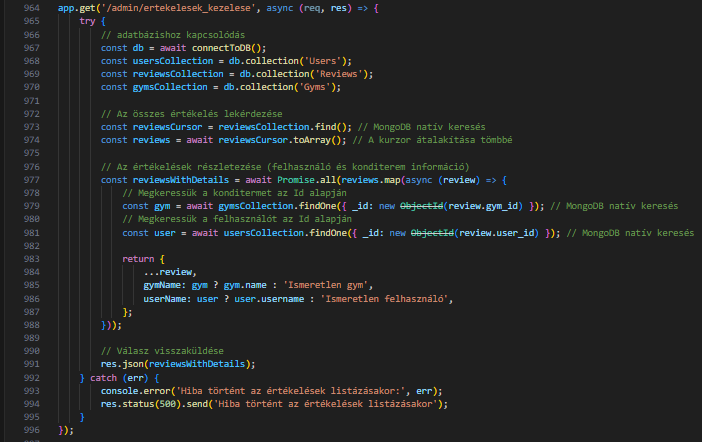 964 app.get('/admin/ertekelesek_kezelese', async (req, res) => {
965 try {
966 // adatbázishoz kapcsolódás
967 const db = await connectToDB();
968 const usersCollection = db.collection('Users');
969 const reviewsCollection = db.collection('Reviews');
970 const gymsCollection = db.collection('Gyms');
971
972 // Az összes értékelés lekérdezése
973 const reviewsCursor = reviewsCollection.find(); // MongoDB natív keresés
974 const reviews = await reviewsCursor.toArray(); // A kurzor átalakítása tömbbé
975
976 // Az értékelések részletezése (felhasználó és konditerem információ)
977 const reviewsWithDetails = await Promise.all(reviews.map(async (review) => {
978 // Megkeressük a konditermet az Id alapján
979 const gym = await gymsCollection.findOne({ _id: new ObjectId(review.gym_id) }); // MongoDB natív keresés
980 // Megkeressük a felhasználót az Id alapján
981 const user = await usersCollection.findOne({ _id: new ObjectId(review.user_id) }); // MongoDB natív keresés
982
983 return {
984 ...review,
985 gymName: gym ? gym.name : 'Ismeretlen gym',
986 userName: user ? user.username : 'Ismeretlen felhasználó',
987 };
988 }));
989
990 // Válasz visszaküldése
991 res.json(reviewsWithDetails);
992 } catch (err) {
993 console.error('Hiba történt az értékelések listázásakor:', err);
994 res.status(500).send('Hiba történt az értékelések listázásakor');
995 }
996 });